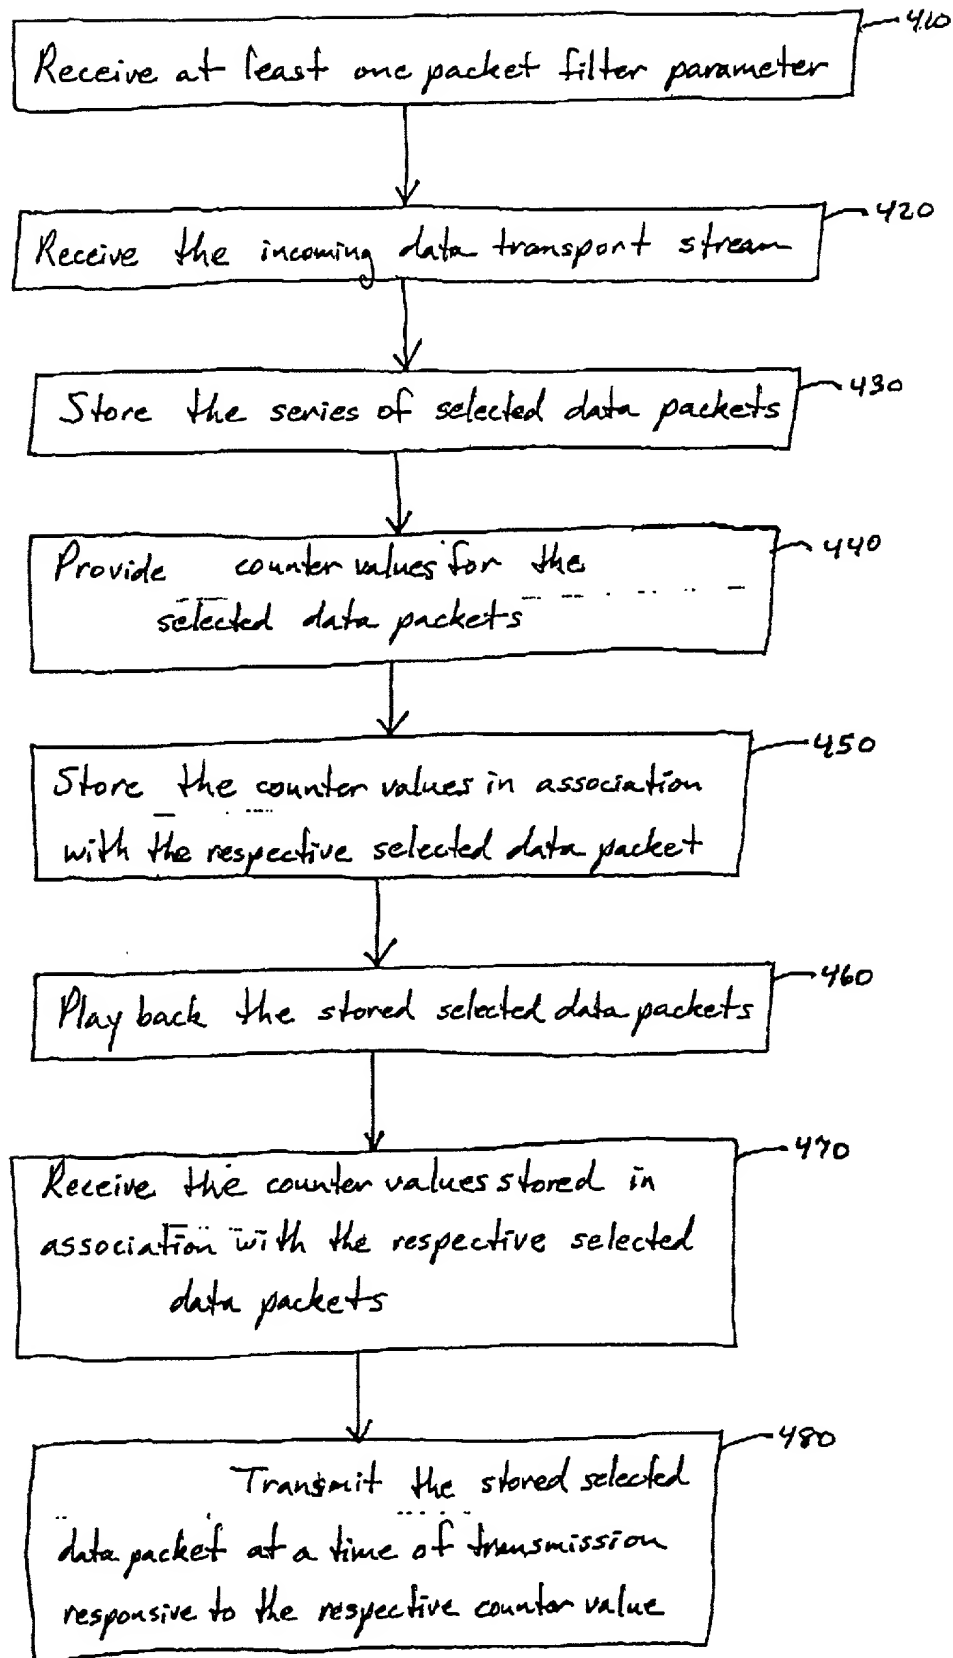 410
Receive at least one packet filter parameter
420
Receive the incoming data transport stream
430
Store the series of selected data packets
440
Provide counter values for the
selected data packets
450
Store the counter values in association
with the respective selected data packet
460
Play back the stored selected data packets
470
Receive the counter values stored in
association with the respective selected
data packets
480
Transmit the stored selected
data packet at a time of transmission
responsive to the respective counter value